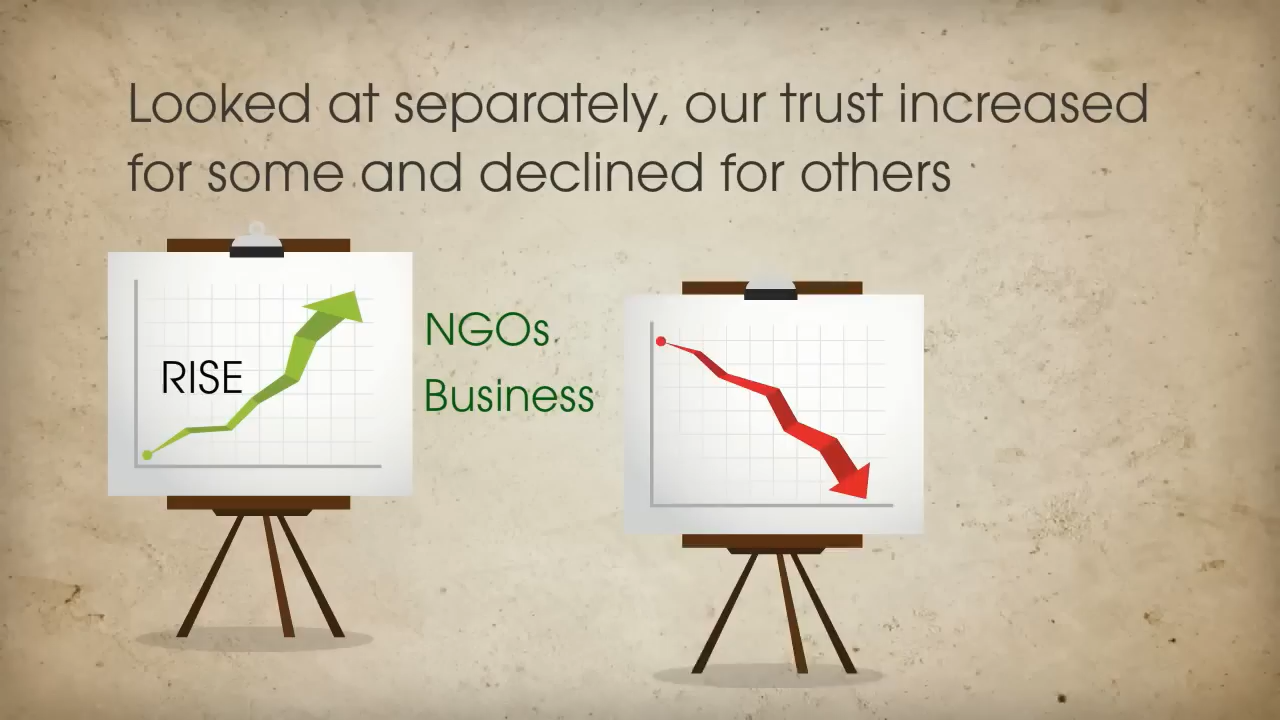 Looked at separately, our trust increased
for some and declined for others
RISE
NGOs
Business